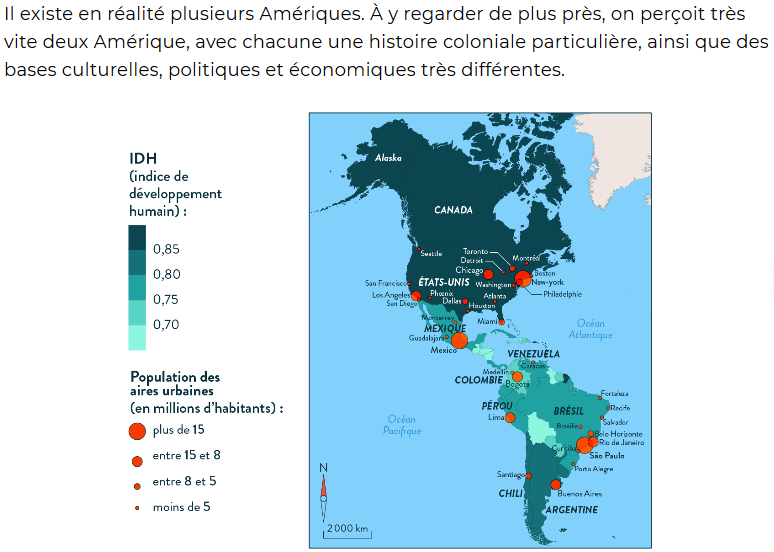 Il existe en réalité plusieurs Amériques. À y regarder de plus près, on perçoit très
vite deux Amérique, avec chacune une histoire coloniale particulière, ainsi que des
bases culturelles, politiques et économiques très différentes.
IDH
(indice de
développement
humain) :
0,85
0,80
0,75
0,70
Population des
aires urbaines
(en millions d'habitants) :
plus de 15
entre 15 et 8
entre 8 et 5
moins de 5
Alaska
CANADA
Seattle
Toronto
Montréal
Detroit
Chicago
Boston
San Francisco
ÉTATS-UNIS
Washington
New-york
Los Angeles
Phœnix
Atlanta
Philadelphie
San Diego
Dallas
Houston
Monterrey
Miami
Océan
Atlantique
MEXIQUE
Guadalajara
Mexico
VENEZUELA
Caracas
Medellín
COLOMBIE
Bogotá
Fortaleza
PÉROU
BRÉSIL
Recife
Lima
Salvador
Océan
Pacifique
Brasilia
Belo Horizonte
Rio de Janeiro
Curitiba
São Paulo
Porto Alegre
N
Santiago
CHILI
Buenos Aires
ARGENTINE
2 000 km